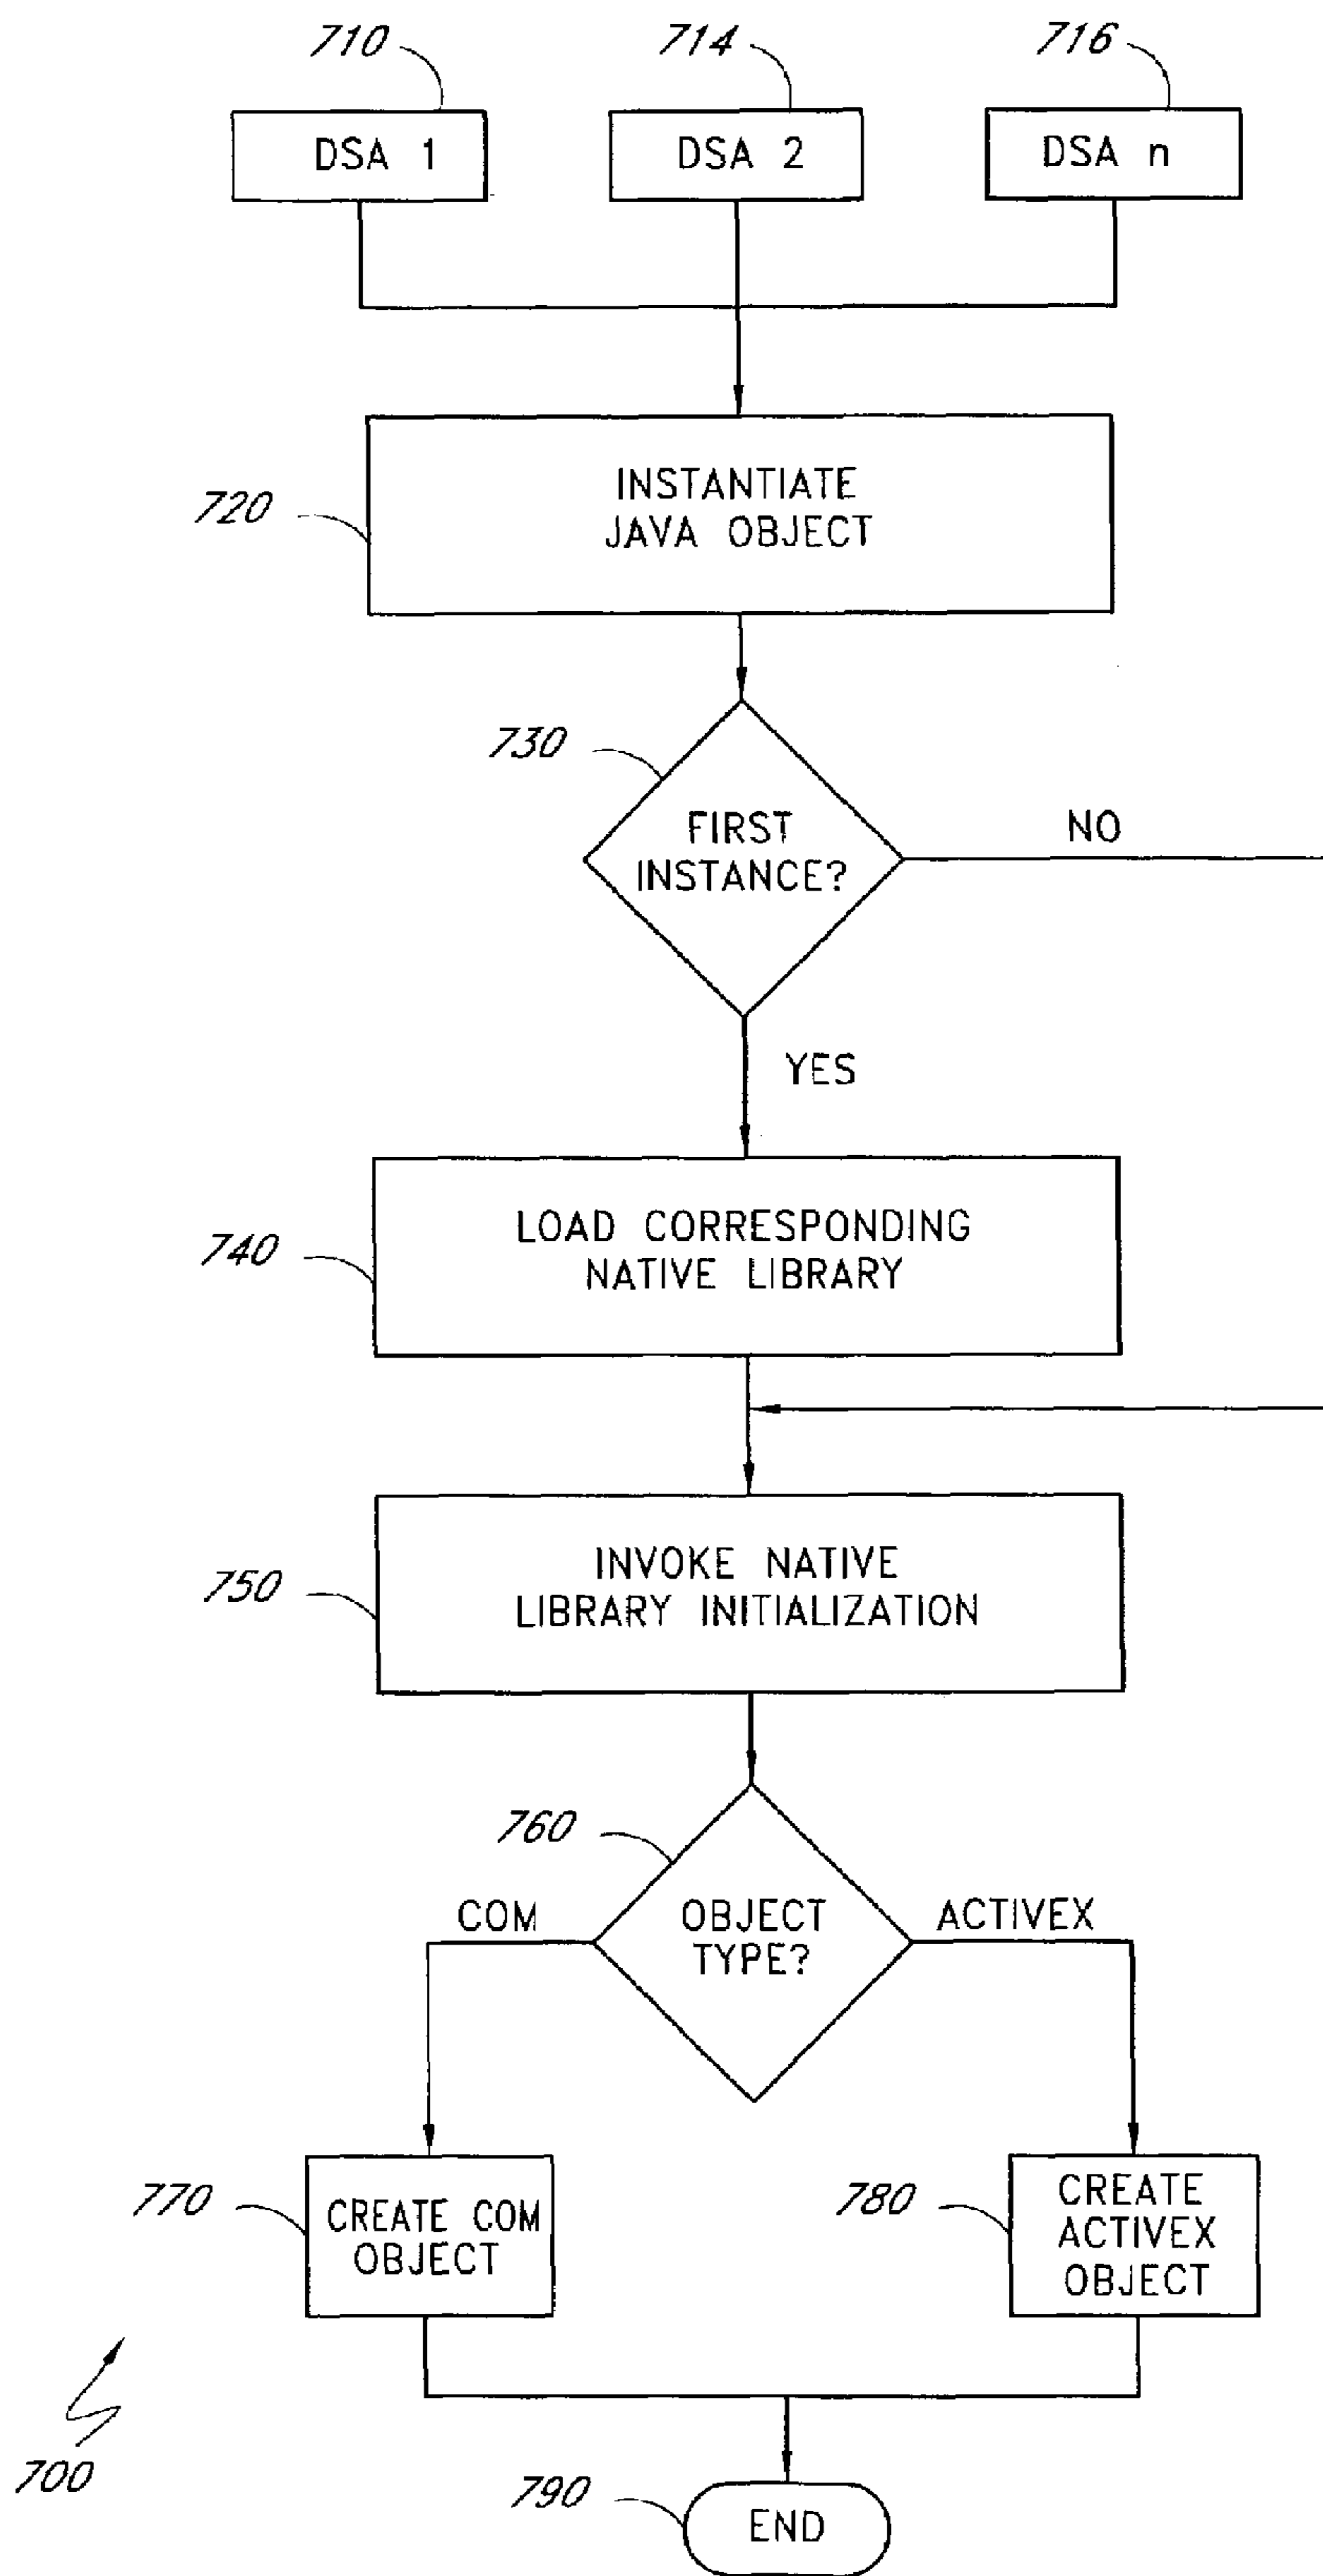 710
714
716
DSA 1
DSA 2
DSA n
720
INSTANTIATE
JAVA OBJECT
730
FIRST
INSTANCE?
NO
YES
740
LOAD CORRESPONDING
NATIVE LIBRARY
750
INVOKE NATIVE
LIBRARY INITIALIZATION
760
COM
OBJECT
TYPE?
ACTIVEX
770
CREATE COM
OBJECT
780
CREATE
ACTIVEX
OBJECT
700
790
END